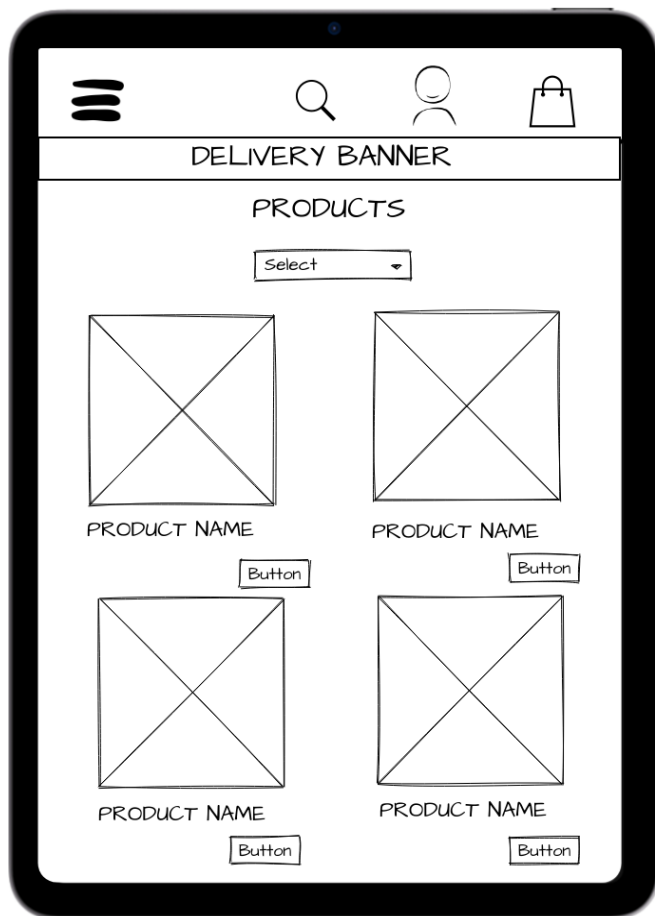 DELIVERY BANNER
PRODUCTS
Select
PRODUCT NAME
PRODUCT NAME
Button
Button
PRODUCT NAME
PRODUCT NAME
Button
Button